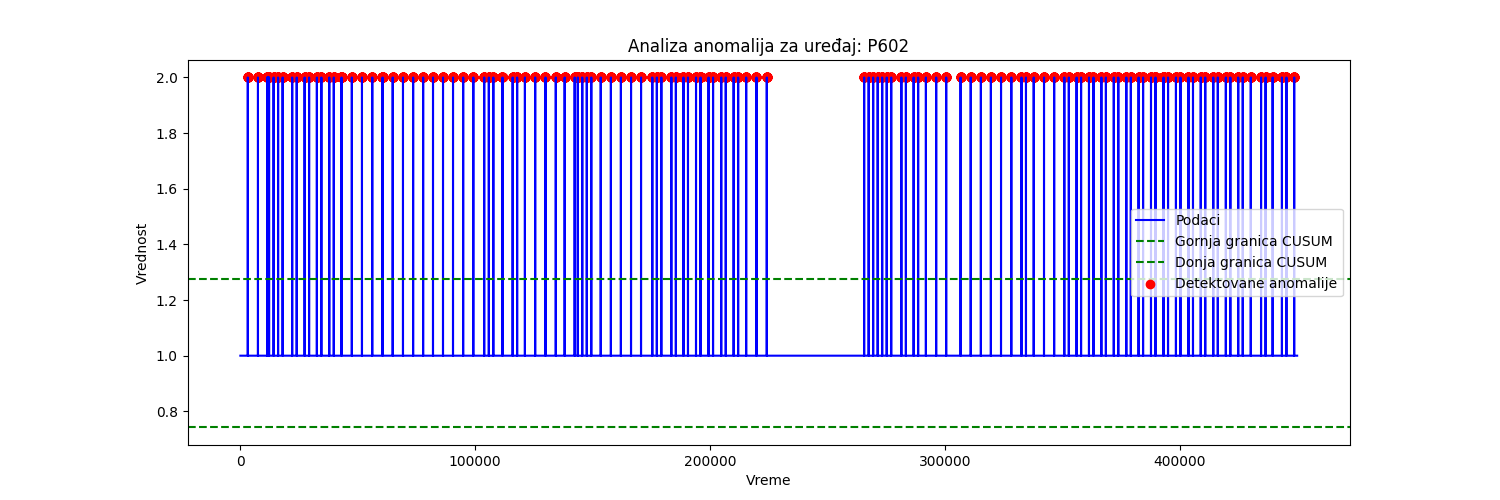 Analiza anomalija za uređaj: P602
Vrednost
2.0
1.8
1.6
1.4
1.2
1.0
0.8
Podaci
Gornja granica CUSUM
Donja granica CUSUM
Detektovane anomalije
0
100000
200000
300000
400000
Vreme